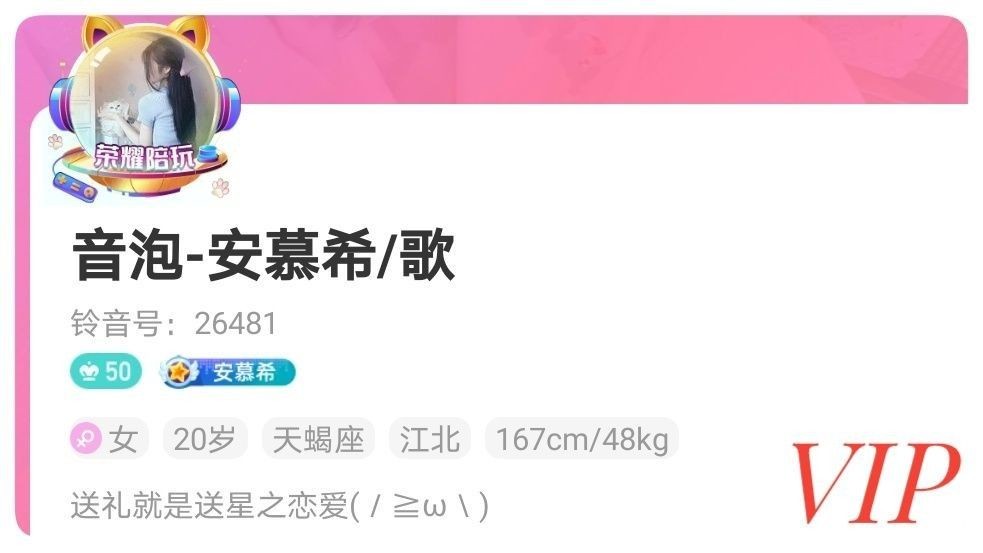 荣耀陪玩
音泡-安慕希/歌
铃音号：26481
50 安慕希
女 20岁 天蝎座 江北 167cm/48kg
送礼就是送星之恋爱(／≧ω＼)
VIP